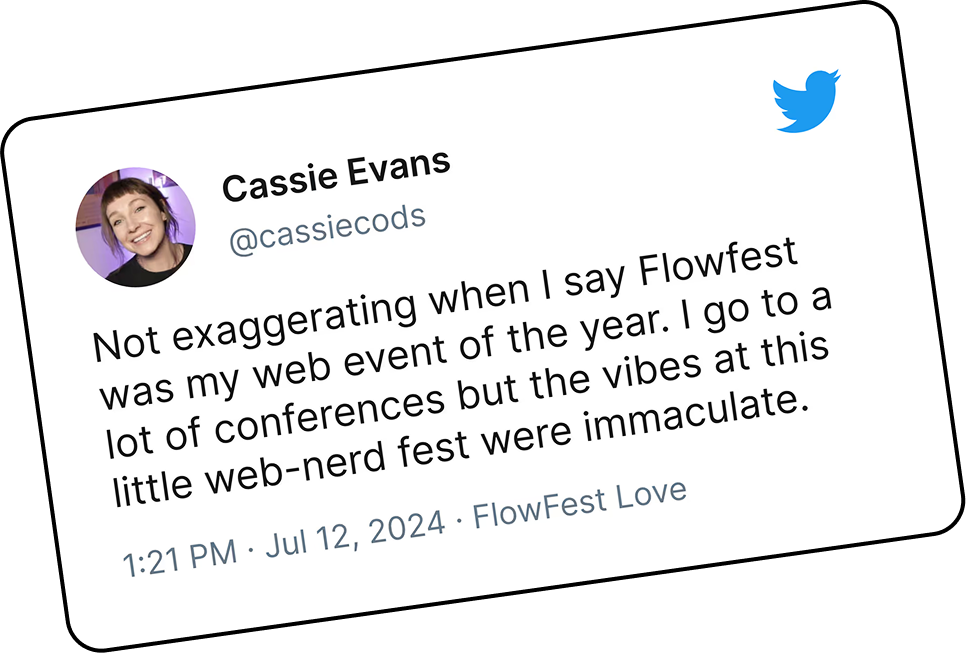 Cassie Evans
@cassiecods
Not exaggerating when I say Flowfest
was my web event of the year. I go to a
lot of conferences but the vibes at this
little web-nerd fest were immaculate.
1:21 PM · Jul 12, 2024 · FlowFest Love